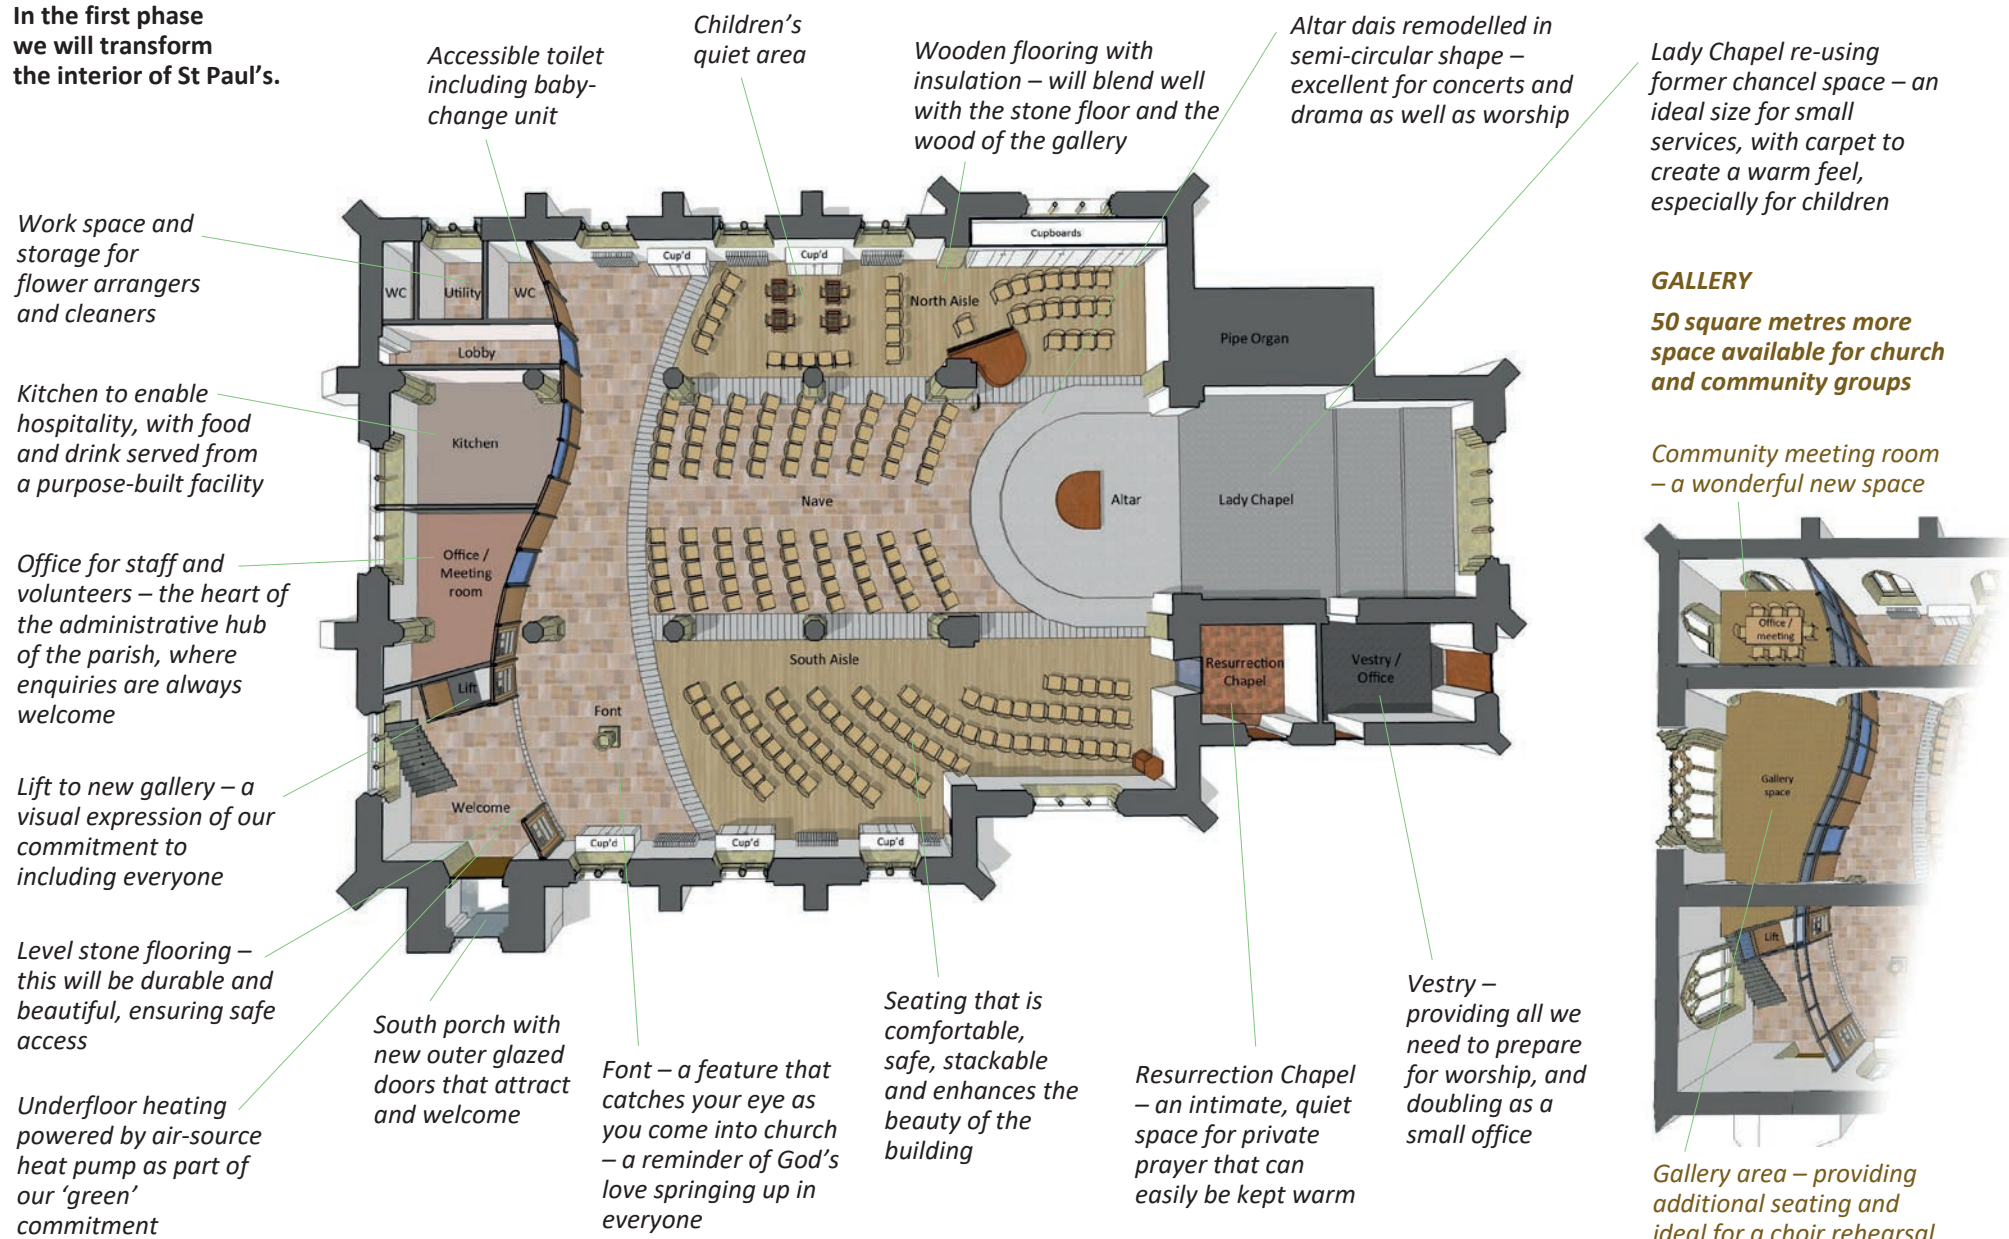 In the first phase
we will transform
the interior of St Paul's.
Accessible toilet
including baby-
change unit
Children's
quiet area
Wooden flooring with
insulation – will blend well
with the stone floor and the
wood of the gallery
Altar dais remodelled in
semi-circular shape –
excellent for concerts and
drama as well as worship
Lady Chapel re-using
former chancel space – an
ideal size for small
services, with carpet to
create a warm feel,
especially for children
Work space and
storage for
flower arrangers
and cleaners
Kitchen to enable
hospitality, with food
and drink served from
a purpose-built facility
Office for staff and
volunteers – the heart of
the administrative hub
of the parish, where
enquiries are always
welcome
Lift to new gallery – a
visual expression of our
commitment to
including everyone
Level stone flooring –
this will be durable and
beautiful, ensuring safe
access
Underfloor heating
powered by air-source
heat pump as part of
our ‘green’
commitment
WC
Utility
WC
Lobby
Kitchen
Office /
Meeting
room
Lift
Welcome
Font
Cup'd
Cup'd
Cupboards
North Aisle
Nave
Altar
South Aisle
Cup'd
Cup'd
Cup'd
Pipe Organ
Lady Chapel
Resurrection
Chapel
Vestry /
Office
South porch with
new outer glazed
doors that attract
and welcome
Font – a feature that
catches your eye as
you come into church
– a reminder of God's
love springing up in
everyone
Seating that is
comfortable,
safe, stackable
and enhances the
beauty of the
building
Resurrection Chapel
– an intimate, quiet
space for private
prayer that can
easily be kept warm
Vestry –
providing all we
need to prepare
for worship, and
doubling as a
small office
GALLERY
50 square metres more
space available for church
and community groups
Community meeting room
– a wonderful new space
Office /
meeting
Gallery
space
Lift
Gallery area – providing
additional seating and
ideal for a choir rehearsal